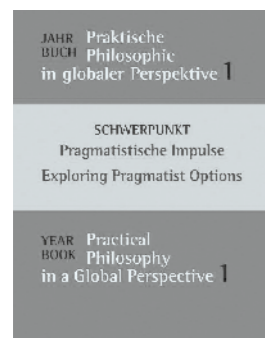 JAHR Praktische
BUCH Philosophie
in globaler Perspektive 1
SCHWERPUNKT
Pragmatistische Impulse
Exploring Pragmatist Options
YEAR Practical
BOOK Philosophy
in a Global Perspective 1